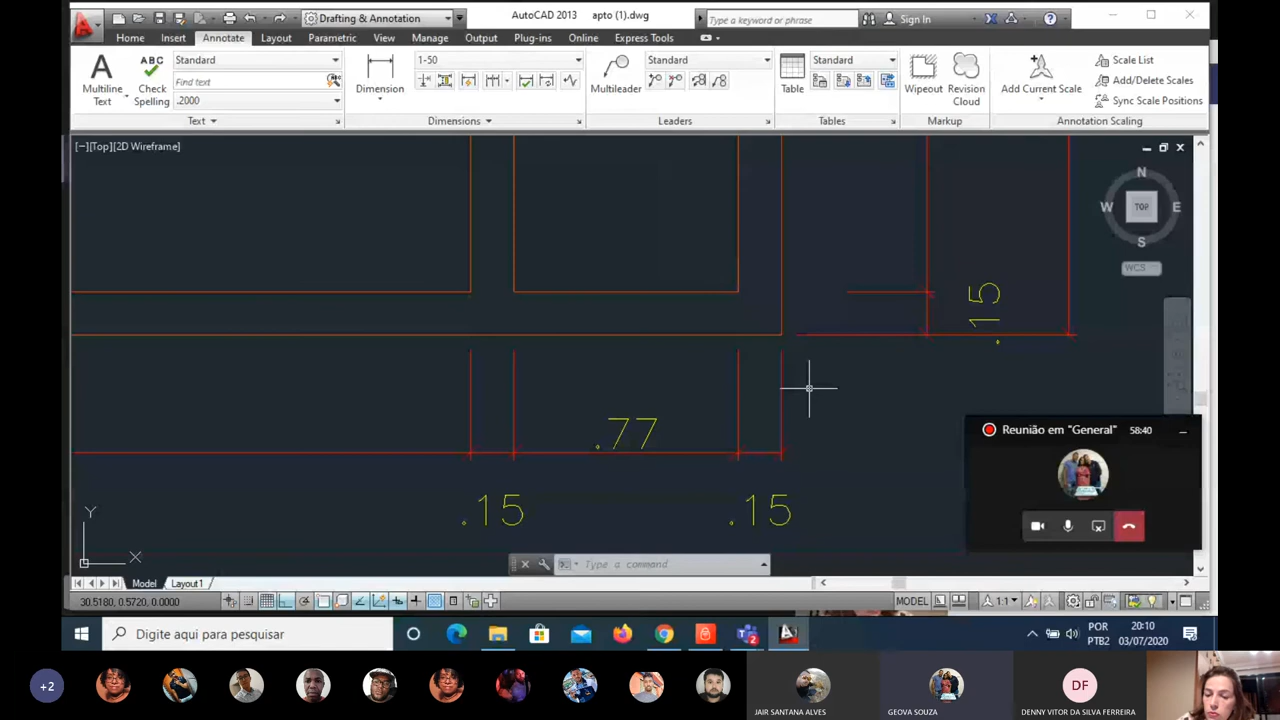 Drafting & Annotation
AutoCAD 2013 apto (1).dwg
Type a keyword or phrase
Sign In
Home Insert Annotate Layout Parametric View Manage Output Plug-ins Online Express Tools
Multiline Text
ABC
Check Spelling
Standard
Find text
.2000
Text
Dimension
1-50
Dimensions
Multileader
Standard
Leaders
Table
Standard
Tables
Wipeout
Revision Cloud
Markup
Add Current Scale
Scale List
Add/Delete Scales
Sync Scale Positions
Annotation Scaling
[−][Top][2D Wireframe]
N
W TOP E
S
WCS
.15
.77
.15 .15
Y
X
Reunião em "General" 58:40
Type a command
Model Layout1
30.5180, 0.5720, 0.0000
MODEL
1:1
Digite aqui para pesquisar
POR
PTB2
20:10
03/07/2020
+2
JAIR SANTANA ALVES
GEOVA SOUZA
DF
DENNY VITOR DA SILVA FERREIRA